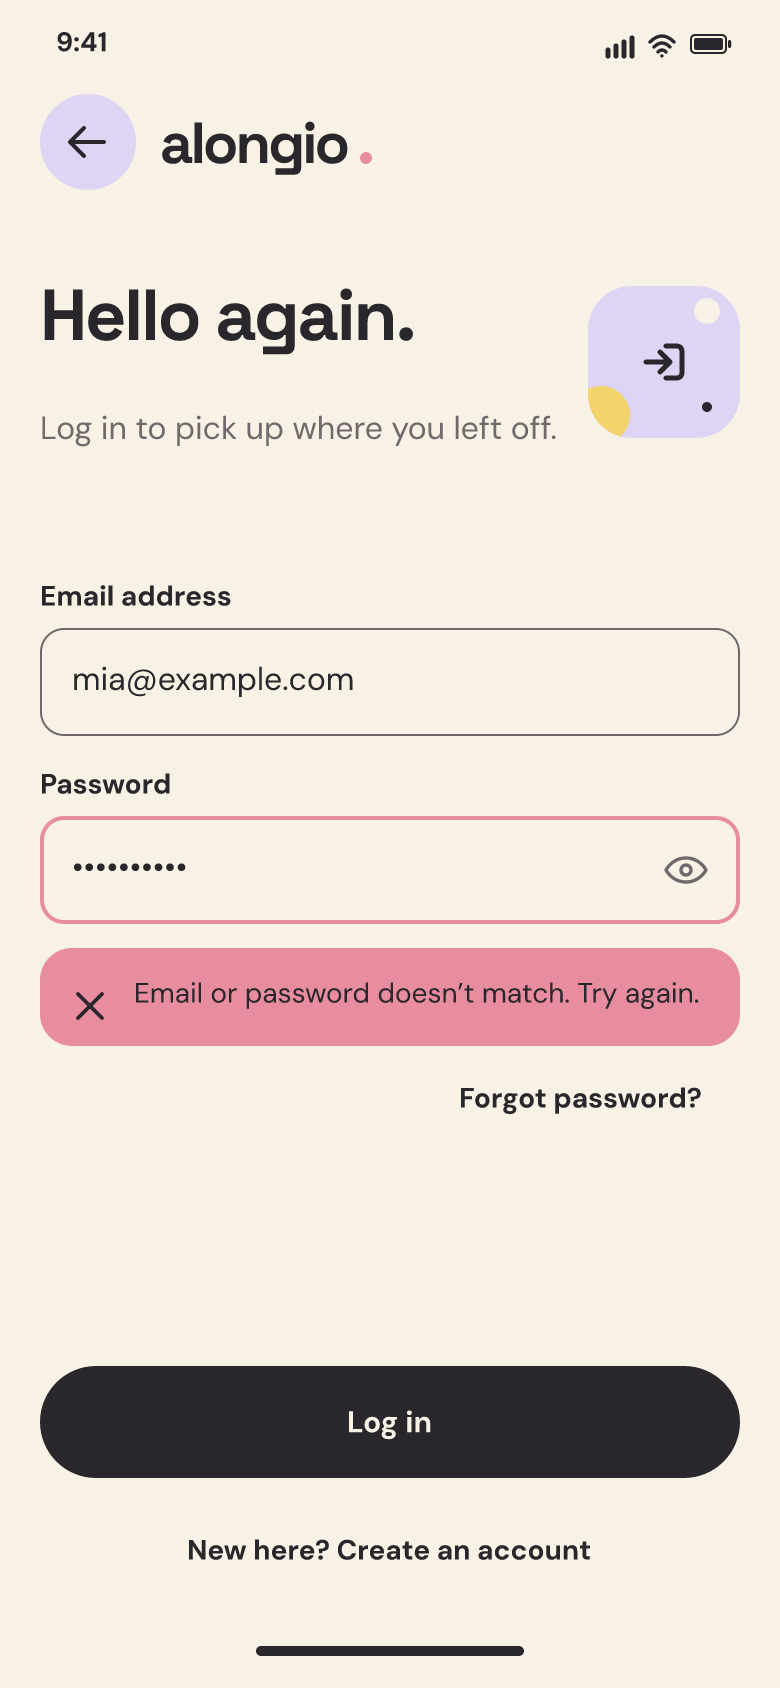 9:41
alongio.
Hello again.
Log in to pick up where you left off.
Email address
mia@example.com
Password
••••••••••
Email or password doesn’t match. Try again.
Forgot password?
Log in
New here? Create an account